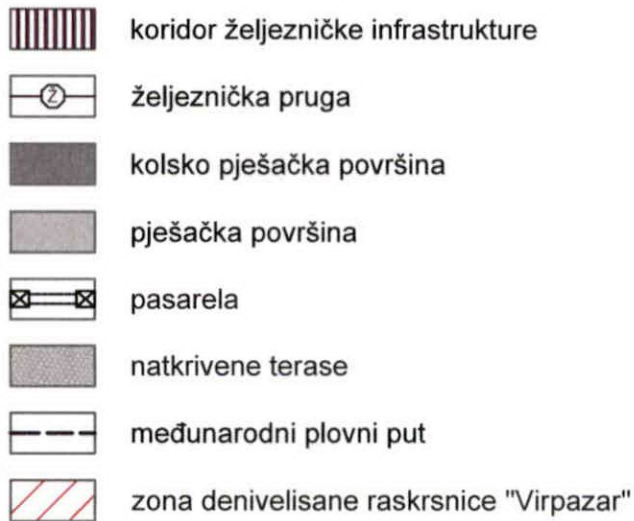 koridor željezničke infrastrukture
Ž željeznička pruga
kolsko pješačka površina
pješačka površina
pasarela
natkrivene terase
međunarodni plovni put
zona denivelisane raskrsnice "Virpazar"